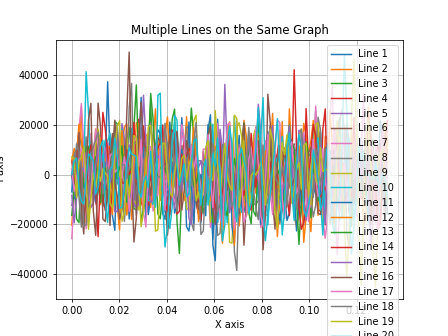 Multiple Lines on the Same Graph
40000
20000
0
−20000
−40000
0.00
0.02
0.04
0.06
0.08
0.10
X axis
axis
Line 1
Line 2
Line 3
Line 4
Line 5
Line 6
Line 7
Line 8
Line 9
Line 10
Line 11
Line 12
Line 13
Line 14
Line 15
Line 16
Line 17
Line 18
Line 19
Line 20